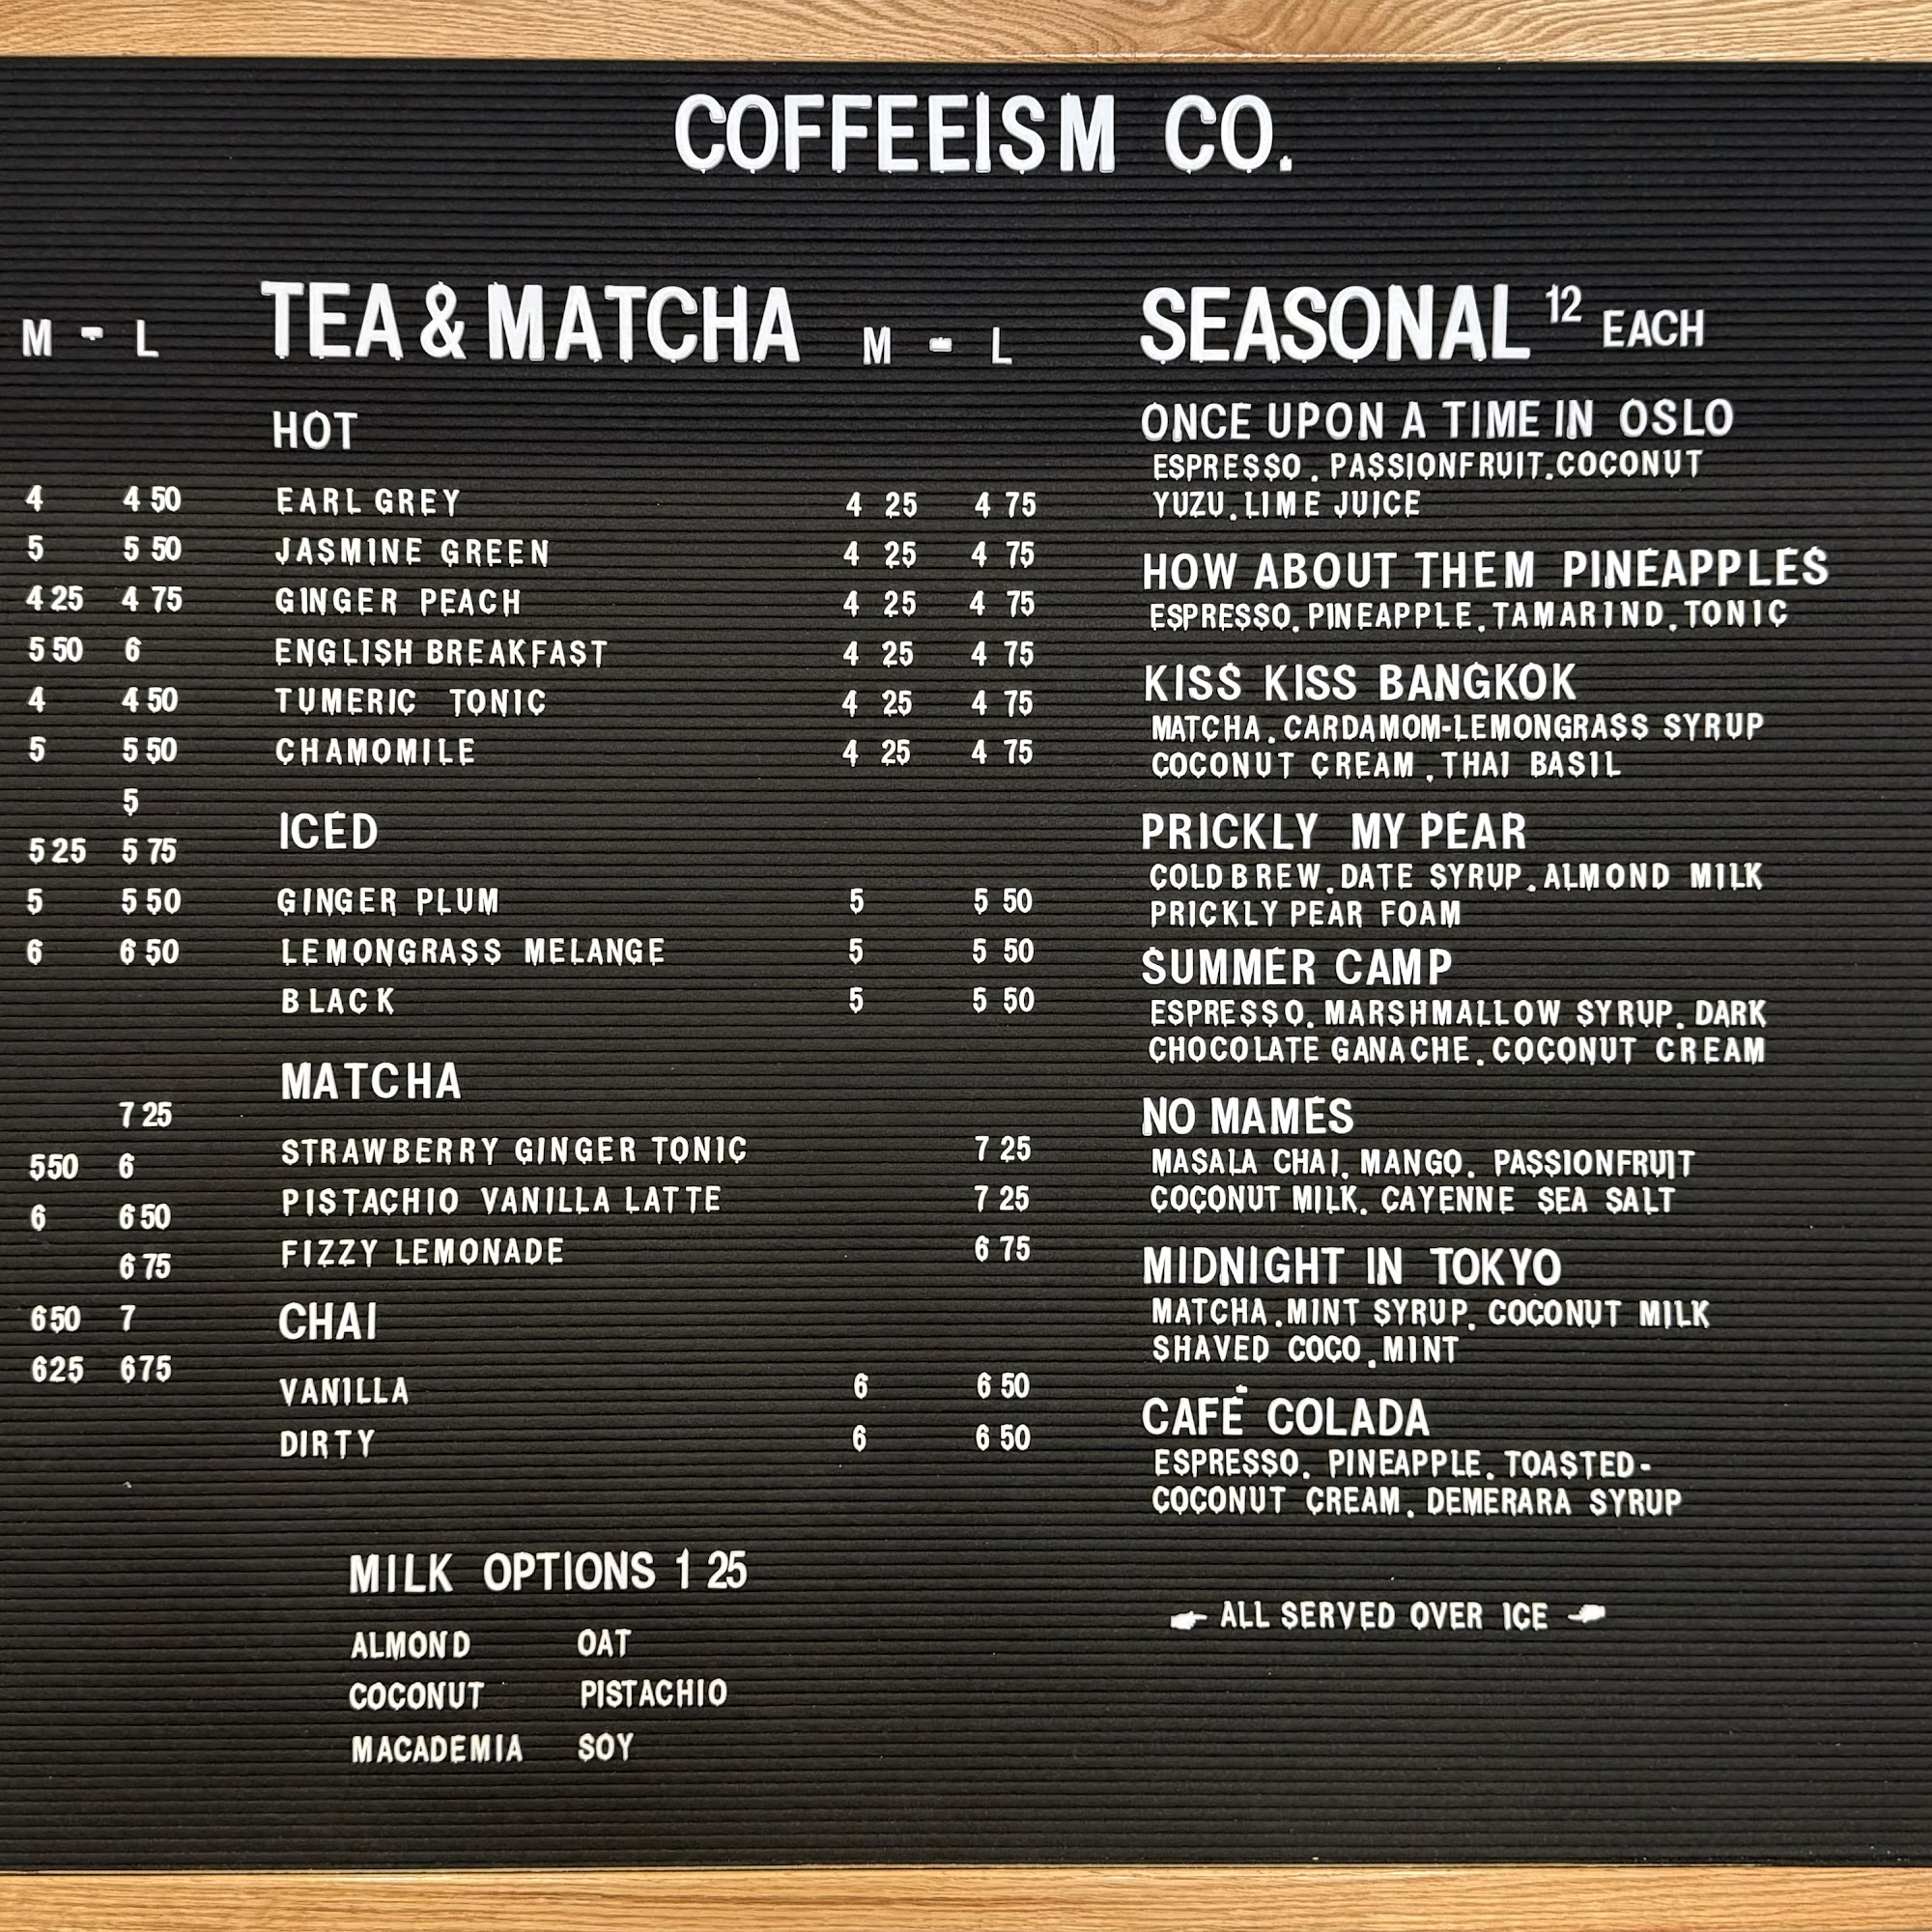 COFFEEISM CO.
M - L
4 4 50
5 5 50
4 25 4 75
5 50 6
4 4 50
5 5 50
5
5 25 5 75
5 5 50
6 6 50
7 25
5 50 6
6 6 50
6 75
6 50 7
6 25 6 75
TEA & MATCHA M - L
HOT
EARL GREY 4 25 4 75
JASMINE GREEN 4 25 4 75
GINGER PEACH 4 25 4 75
ENGLISH BREAKFAST 4 25 4 75
TUMERIC TONIC 4 25 4 75
CHAMOMILE 4 25 4 75
ICED
GINGER PLUM 5 5 50
LEMONGRASS MELANGE 5 5 50
BLACK 5 5 50
MATCHA
STRAWBERRY GINGER TONIC 7 25
PISTACHIO VANILLA LATTE 7 25
FIZZY LEMONADE 6 75
CHAI
VANILLA 6 6 50
DIRTY 6 6 50
MILK OPTIONS 1 25
ALMOND OAT
COCONUT PISTACHIO
MACADEMIA SOY
SEASONAL 12 EACH
ONCE UPON A TIME IN OSLO
ESPRESSO. PASSIONFRUIT. COCONUT
YUZU. LIME JUICE
HOW ABOUT THEM PINEAPPLES
ESPRESSO. PINEAPPLE. TAMARIND. TONIC
KISS KISS BANGKOK
MATCHA. CARDAMOM-LEMONGRASS SYRUP
COCONUT CREAM. THAI BASIL
PRICKLY MY PEAR
COLD BREW. DATE SYRUP. ALMOND MILK
PRICKLY PEAR FOAM
SUMMER CAMP
ESPRESSO. MARSHMALLOW SYRUP. DARK
CHOCOLATE GANACHE. COCONUT CREAM
NO MAMES
MASALA CHAI. MANGO. PASSIONFRUIT
COCONUT MILK. CAYENNE SEA SALT
MIDNIGHT IN TOKYO
MATCHA. MINT SYRUP. COCONUT MILK
SHAVED COCO. MINT
CAFÉ COLADA
ESPRESSO. PINEAPPLE. TOASTED-
COCONUT CREAM. DEMERARA SYRUP
ALL SERVED OVER ICE